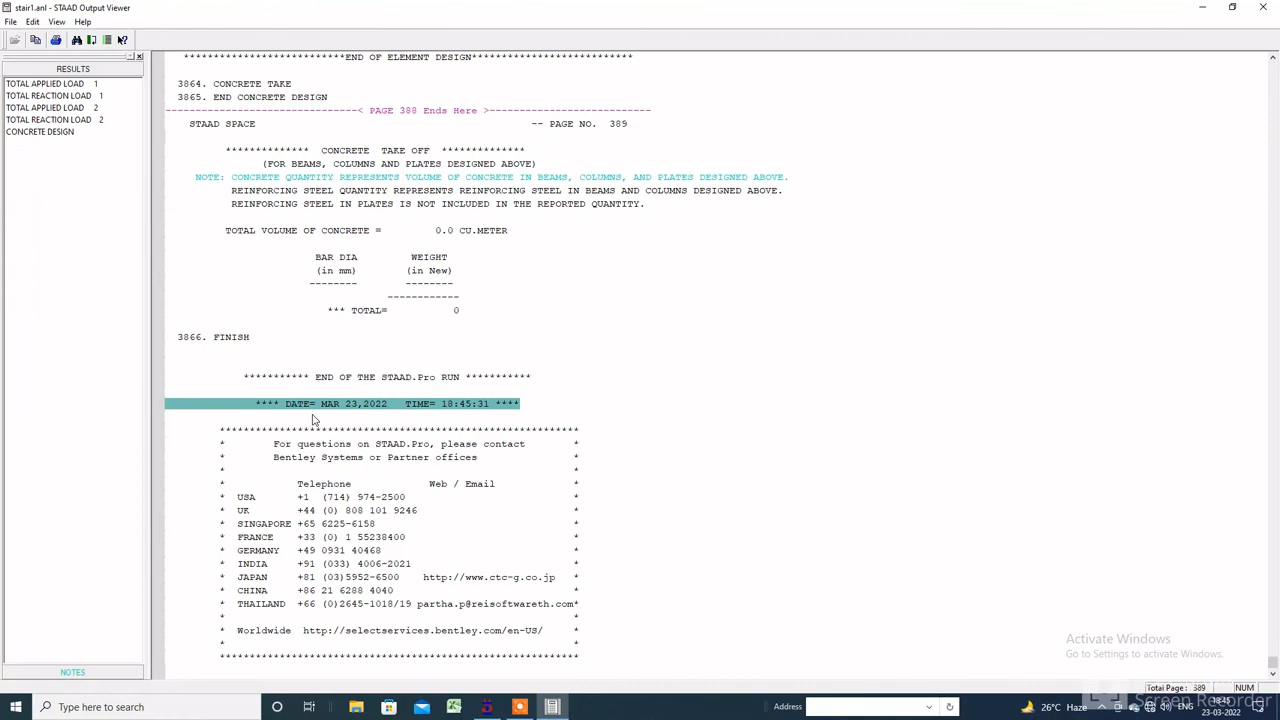 stair1.anl - STAAD Output Viewer
File Edit View Help
RESULTS
TOTAL APPLIED LOAD 1
TOTAL REACTION LOAD 1
TOTAL APPLIED LOAD 2
TOTAL REACTION LOAD 2
CONCRETE DESIGN
NOTES
**************************END OF ELEMENT DESIGN***************************
3864. CONCRETE TAKE
3865. END CONCRETE DESIGN
--------------------------------< PAGE 388 Ends Here >---------------------------
STAAD SPACE -- PAGE NO. 389
************** CONCRETE TAKE OFF **************
(FOR BEAMS, COLUMNS AND PLATES DESIGNED ABOVE)
NOTE: CONCRETE QUANTITY REPRESENTS VOLUME OF CONCRETE IN BEAMS, COLUMNS, AND PLATES DESIGNED ABOVE.
REINFORCING STEEL QUANTITY REPRESENTS REINFORCING STEEL IN BEAMS AND COLUMNS DESIGNED ABOVE.
REINFORCING STEEL IN PLATES IS NOT INCLUDED IN THE REPORTED QUANTITY.
TOTAL VOLUME OF CONCRETE = 0.0 CU.METER
BAR DIA WEIGHT
(in mm) (in New)
-------- --------
------------
*** TOTAL= 0
3866. FINISH
*********** END OF THE STAAD.Pro RUN ***********
**** DATE= MAR 23,2022 TIME= 18:45:31 ****
************************************************************
* For questions on STAAD.Pro, please contact *
* Bentley Systems or Partner offices *
* *
* Telephone Web / Email *
* USA +1 (714) 974-2500 *
* UK +44 (0) 808 101 9246 *
* SINGAPORE +65 6225-6158 *
* FRANCE +33 (0) 1 55238400 *
* GERMANY +49 0931 40468 *
* INDIA +91 (033) 4006-2021 *
* JAPAN +81 (03)5952-6500 http://www.ctc-g.co.jp *
* CHINA +86 21 6288 4040 *
* THAILAND +66 (0)2645-1018/19 partha.p@reisoftwareth.com*
* *
* Worldwide http://selectservices.bentley.com/en-US/ *
* *
************************************************************
Activate Windows
Go to Settings to activate Windows.
Total Page: 389 NUM
Screen Recorder
Type here to search
Address
26°C Haze
ENG
18:45
23-03-2022